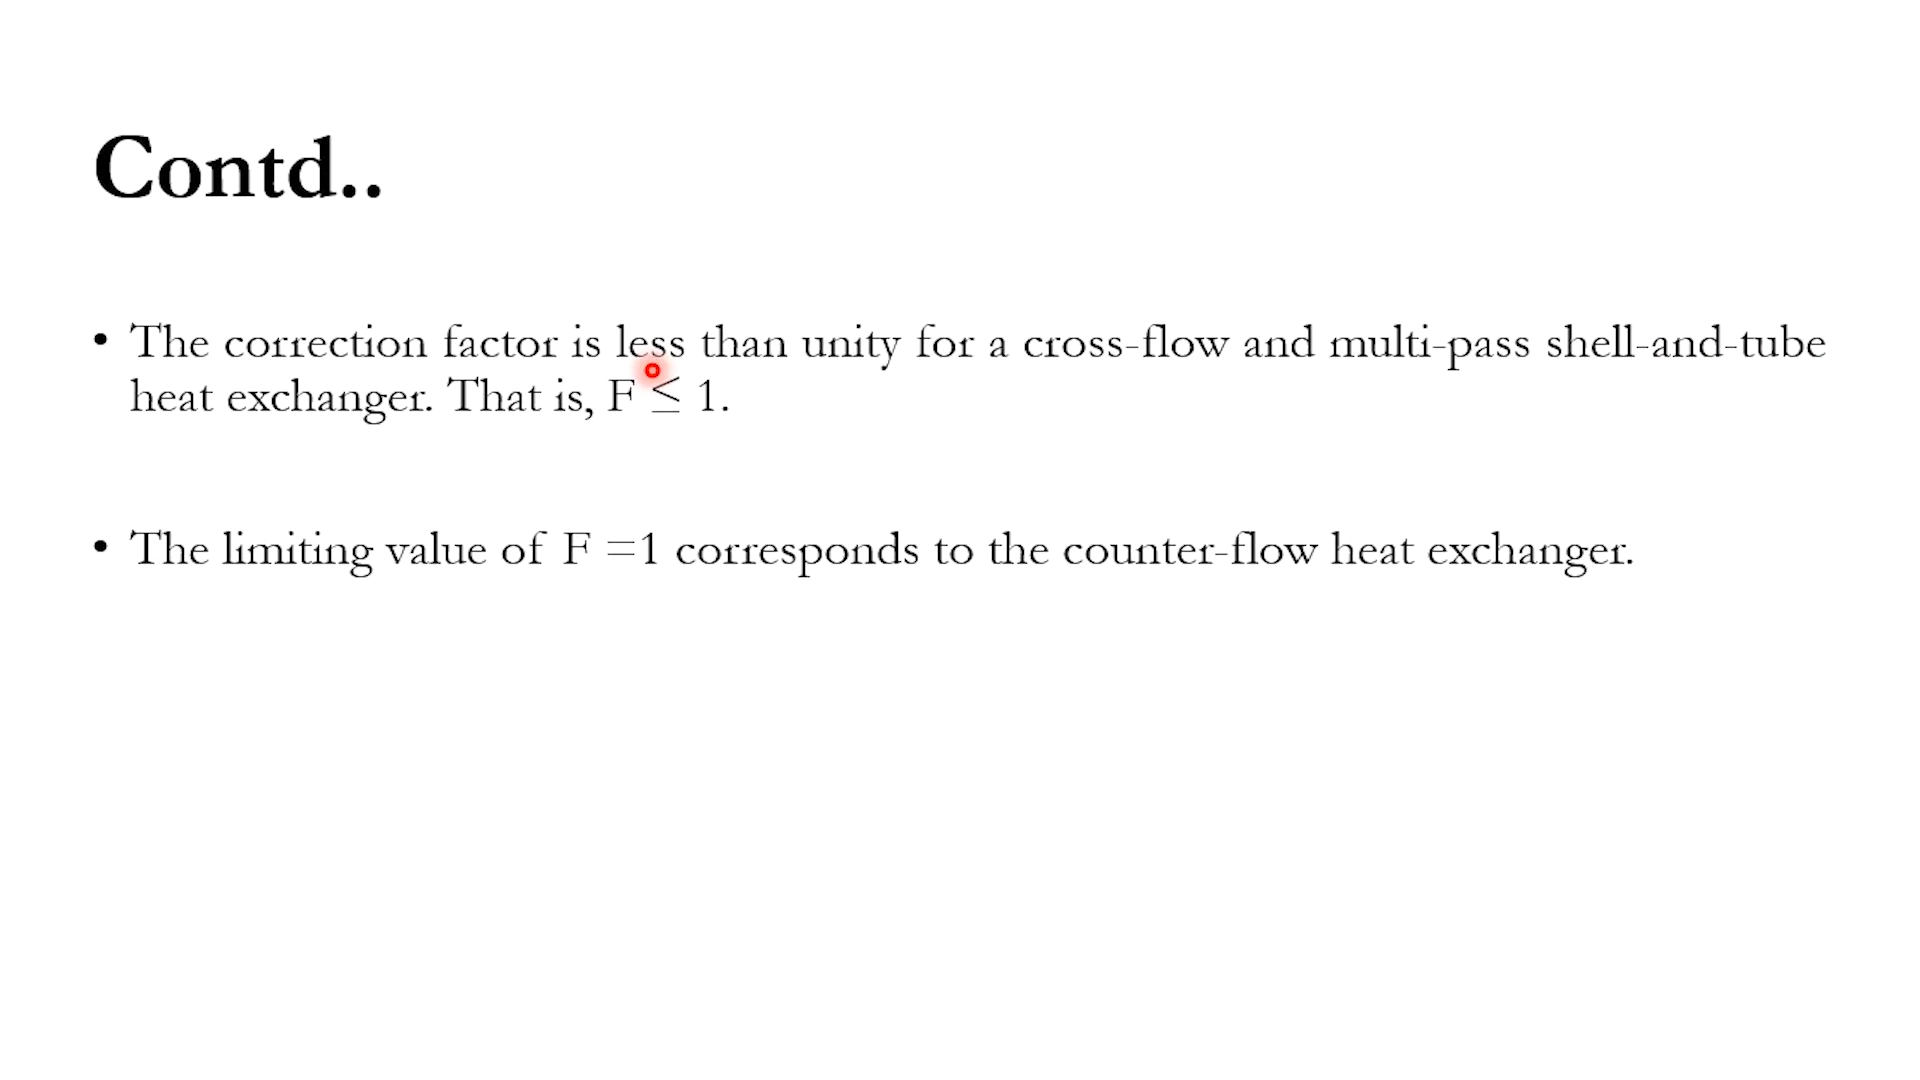 Contd..
• The correction factor is less than unity for a cross-flow and multi-pass shell-and-tube
heat exchanger. That is, F ≤ 1.
• The limiting value of F =1 corresponds to the counter-flow heat exchanger.